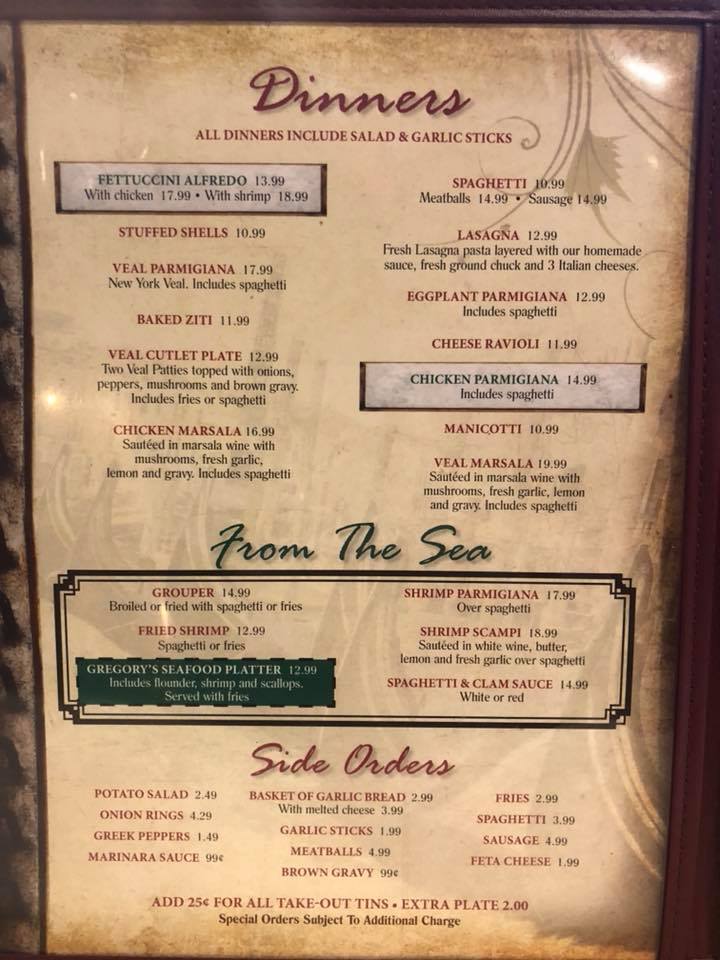 Dinners
ALL DINNERS INCLUDE SALAD & GARLIC STICKS
FETTUCCINI ALFREDO 13.99
With chicken 17.99 • With shrimp 18.99
STUFFED SHELLS 10.99
VEAL PARMIGIANA 17.99
New York Veal. Includes spaghetti
BAKED ZITI 11.99
VEAL CUTLET PLATE 12.99
Two Veal Patties topped with onions,
peppers, mushrooms and brown gravy.
Includes fries or spaghetti
CHICKEN MARSALA 16.99
Sautéed in marsala wine with
mushrooms, fresh garlic,
lemon and gravy. Includes spaghetti
SPAGHETTI 10.99
Meatballs 14.99 • Sausage 14.99
LASAGNA 12.99
Fresh Lasagna pasta layered with our homemade
sauce, fresh ground chuck and 3 Italian cheeses.
EGGPLANT PARMIGIANA 12.99
Includes spaghetti
CHEESE RAVIOLI 11.99
CHICKEN PARMIGIANA 14.99
Includes spaghetti
MANICOTTI 10.99
VEAL MARSALA 19.99
Sautéed in marsala wine with
mushrooms, fresh garlic, lemon
and gravy. Includes spaghetti
From The Sea
GROUPER 14.99
Broiled or fried with spaghetti or fries
FRIED SHRIMP 12.99
Spaghetti or fries
GREGORY'S SEAFOOD PLATTER 12.99
Includes flounder, shrimp and scallops.
Served with fries
SHRIMP PARMIGIANA 17.99
Over spaghetti
SHRIMP SCAMPI 18.99
Sautéed in white wine, butter,
lemon and fresh garlic over spaghetti
SPAGHETTI & CLAM SAUCE 14.99
White or red
Side Orders
POTATO SALAD 2.49
ONION RINGS 4.29
GREEK PEPPERS 1.49
MARINARA SAUCE 99¢
BASKET OF GARLIC BREAD 2.99
With melted cheese 3.99
GARLIC STICKS 1.99
MEATBALLS 4.99
BROWN GRAVY 99¢
FRIES 2.99
SPAGHETTI 3.99
SAUSAGE 4.99
FETA CHEESE 1.99
ADD 25¢ FOR ALL TAKE-OUT TINS • EXTRA PLATE 2.00
Special Orders Subject To Additional Charge